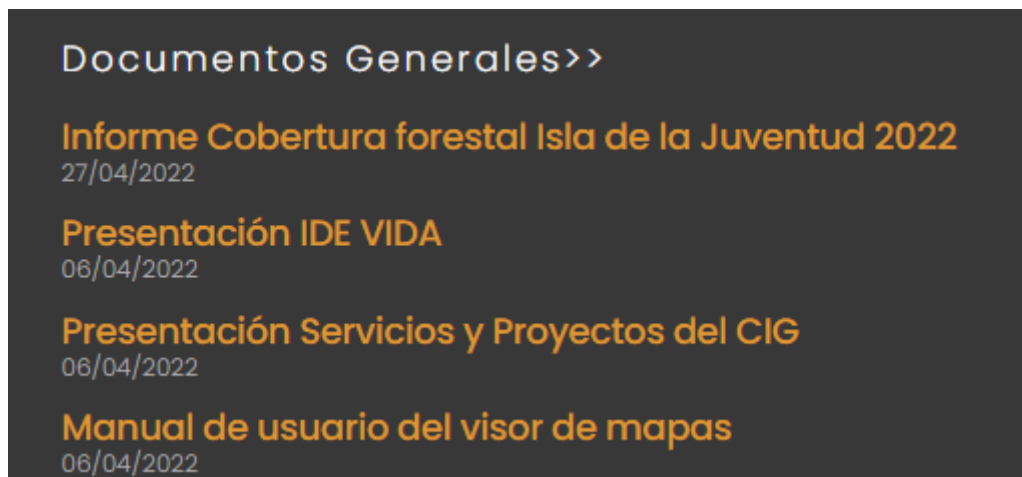 Documentos Generales>>
Informe Cobertura forestal Isla de la Juventud 2022
27/04/2022
Presentación IDE VIDA
06/04/2022
Presentación Servicios y Proyectos del CIG
06/04/2022
Manual de usuario del visor de mapas
06/04/2022